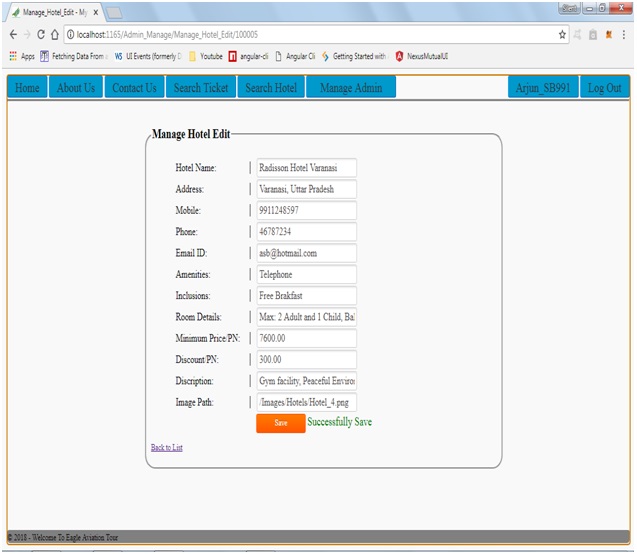 Manage_Hotel_Edit - My
localhost:1165/Admin_Manage/Manage_Hotel_Edit/100005
Apps Fetching Data From UI Events (formerly D Youtube angular-cli Angular Cli Getting Started with NexusMutualUI
Home About Us Contact Us Search Ticket Search Hotel Manage Admin Arjun_SB991 Log Out
Manage Hotel Edit
Hotel Name: Radisson Hotel Varanasi
Address: Varanasi, Uttar Pradesh
Mobile: 9911248597
Phone: 46787234
Email ID: asb@hotmail.com
Amenities: Telephone
Inclusions: Free Brakfast
Room Details: Max: 2 Adult and 1 Child, Bal
Minimum Price/PN: 7600.00
Discount/PN: 300.00
Discription: Gym facility, Peaceful Environ
Image Path: /Images/Hotels/Hotel_4.png
Save Successfully Save
Back to List
© 2018 - Welcome To Eagle Aviation Tour